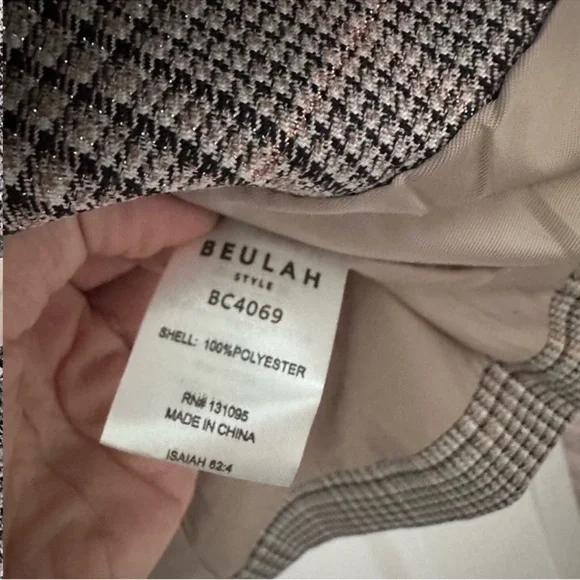 BEULAH
STYLE
BC4069
SHELL: 100%POLYESTER
RN# 131095
MADE IN CHINA
ISAIAH 62:4